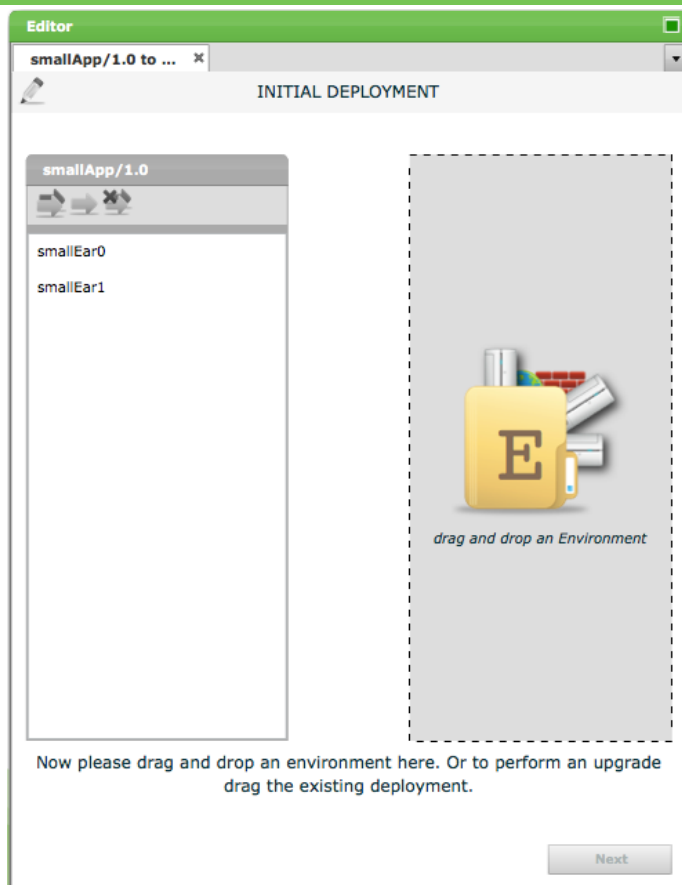 Editor
smallApp/1.0 to ...
INITIAL DEPLOYMENT
smallApp/1.0
smallEar0
smallEar1
E
drag and drop an Environment
Now please drag and drop an environment here. Or to perform an upgrade
drag the existing deployment.
Next